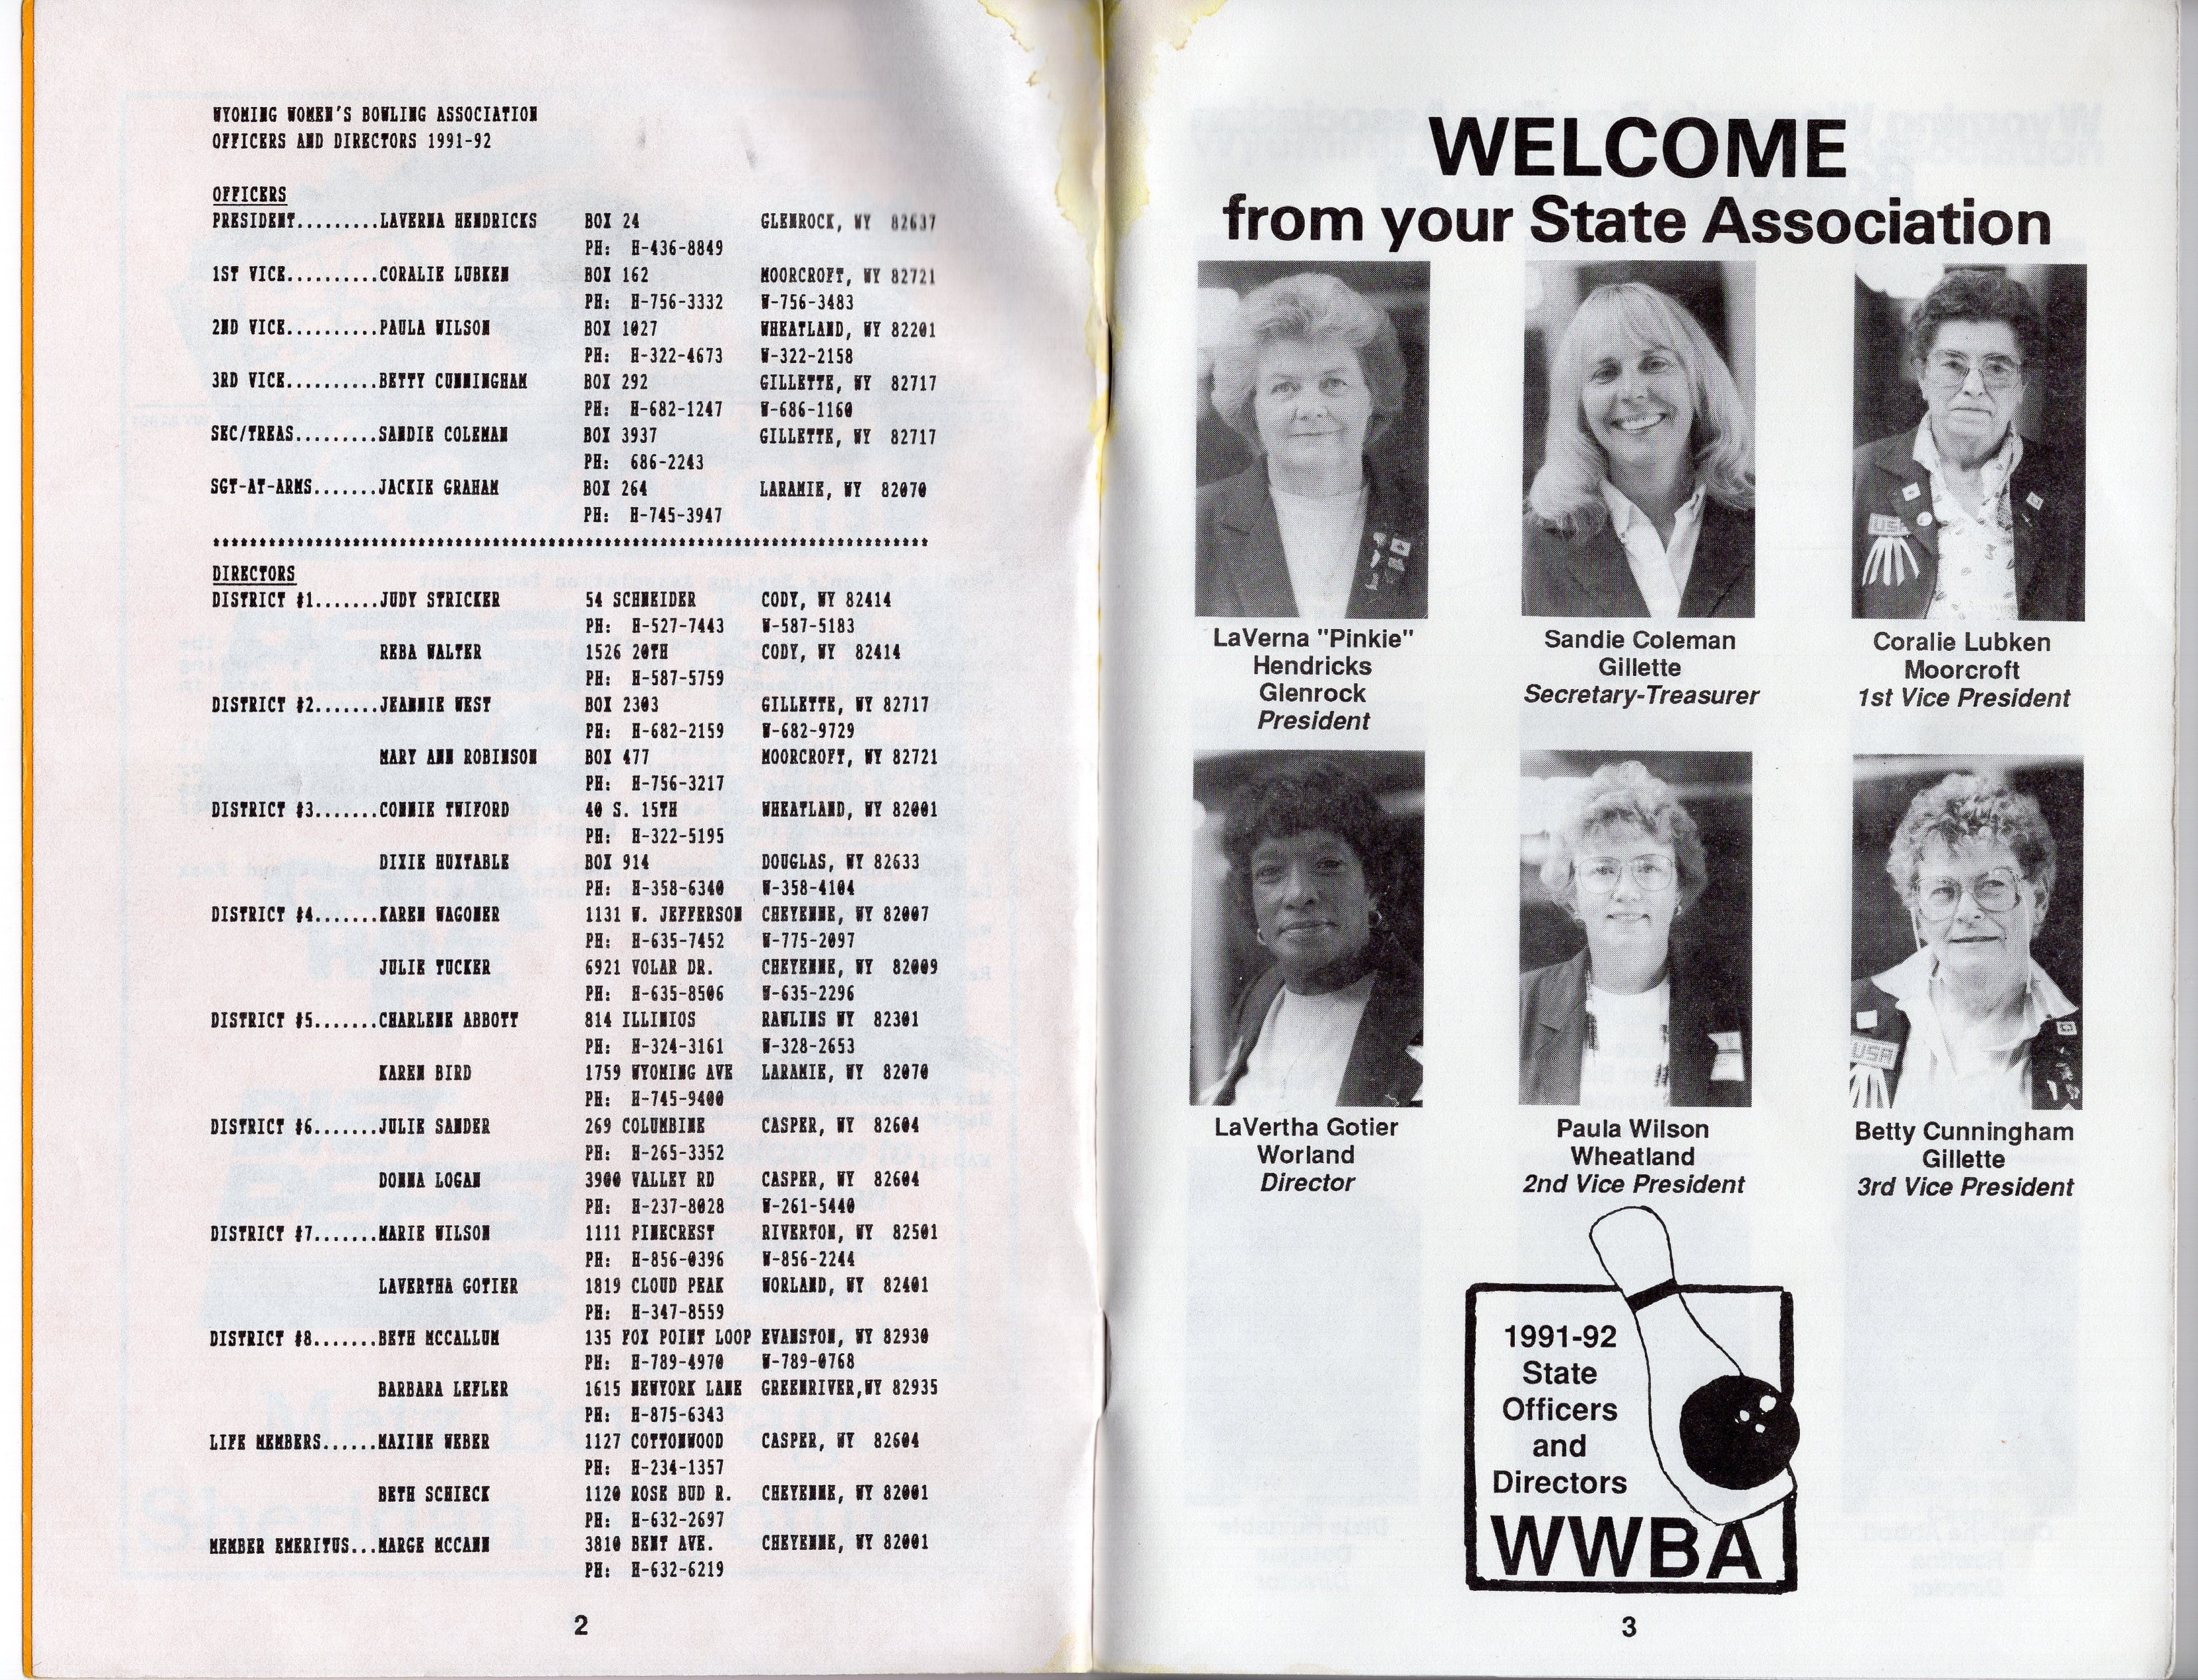 WYOMING WOMEN'S BOWLING ASSOCIATION
OFFICERS AND DIRECTORS 1991-92
OFFICERS
PRESIDENT.........LAVERNA HENDRICKS BOX 24 GLENROCK, WY 82637
PH: H-436-8849
1ST VICE..........CORALIE LUBKEN BOX 162 MOORCROFT, WY 82721
PH: H-756-3332 W-756-3483
2ND VICE..........PAULA WILSON BOX 1027 WHEATLAND, WY 82201
PH: H-322-4673 W-322-2158
3RD VICE..........BETTY CUNNINGHAM BOX 292 GILLETTE, WY 82717
PH: H-682-1247 W-686-1160
SEC/TREAS.........SANDIE COLEMAN BOX 3937 GILLETTE, WY 82717
PH: 686-2243
SGT-AT-ARMS.......JACKIE GRAHAM BOX 264 LARAMIE, WY 82070
PH: H-745-3947
*****************************************************************************
DIRECTORS
DISTRICT #1.......JUDY STRICKER 54 SCHNEIDER CODY, WY 82414
PH: H-527-7443 W-587-5183
REBA WALTER 1526 20TH CODY, WY 82414
PH: H-587-5759
DISTRICT #2.......JEANNIE WEST BOX 2303 GILLETTE, WY 82717
PH: H-682-2159 W-682-9729
MARY ANN ROBINSON BOX 477 MOORCROFT, WY 82721
PH: H-756-3217
DISTRICT #3.......CONNIE TWIFORD 40 S. 15TH WHEATLAND, WY 82001
PH: H-322-5195
DIXIE HUXTABLE BOX 914 DOUGLAS, WY 82633
PH: H-358-6340 W-358-4104
DISTRICT #4.......KAREN WAGONER 1131 W. JEFFERSON CHEYENNE, WY 82007
PH: H-635-7452 W-775-2097
JULIE TUCKER 6921 VOLAR DR. CHEYENNE, WY 82009
PH: H-635-8506 W-635-2296
DISTRICT #5.......CHARLENE ABBOTT 814 ILLINIOS RAWLINS WY 82301
PH: H-324-3161 W-328-2653
KAREN BIRD 1759 WYOMING AVE LARAMIE, WY 82070
PH: H-745-9400
DISTRICT #6.......JULIE SANDER 269 COLUMBINE CASPER, WY 82604
PH: H-265-3352
DONNA LOGAN 3900 VALLEY RD CASPER, WY 82604
PH: H-237-8028 W-261-5440
DISTRICT #7.......MARIE WILSON 1111 PINECREST RIVERTON, WY 82501
PH: H-856-0396 W-856-2244
LAVERTHA GOTIER 1819 CLOUD PEAK WORLAND, WY 82401
PH: H-347-8559
DISTRICT #8.......BETH MCCALLUM 135 FOX POINT LOOP EVANSTON, WY 82930
PH: H-789-4970 W-789-0768
BARBARA LEFLER 1615 NEWYORK LANE GREENRIVER,WY 82935
PH: H-875-6343
LIFE MEMBERS......MAXINE WEBER 1127 COTTONWOOD CASPER, WY 82604
PH: H-234-1357
BETH SCHIECK 1120 ROSE BUD R. CHEYENNE, WY 82001
PH: H-632-2697
MEMBER EMERITUS...MARGE MCCANN 3810 BENT AVE. CHEYENNE, WY 82001
PH: H-632-6219
2
WELCOME
from your State Association
USA
LaVerna "Pinkie"
Hendricks
Glenrock
President
Sandie Coleman
Gillette
Secretary-Treasurer
Coralie Lubken
Moorcroft
1st Vice President
USA
LaVertha Gotier
Worland
Director
Paula Wilson
Wheatland
2nd Vice President
Betty Cunningham
Gillette
3rd Vice President
1991-92
State
Officers
and
Directors
WWBA
3